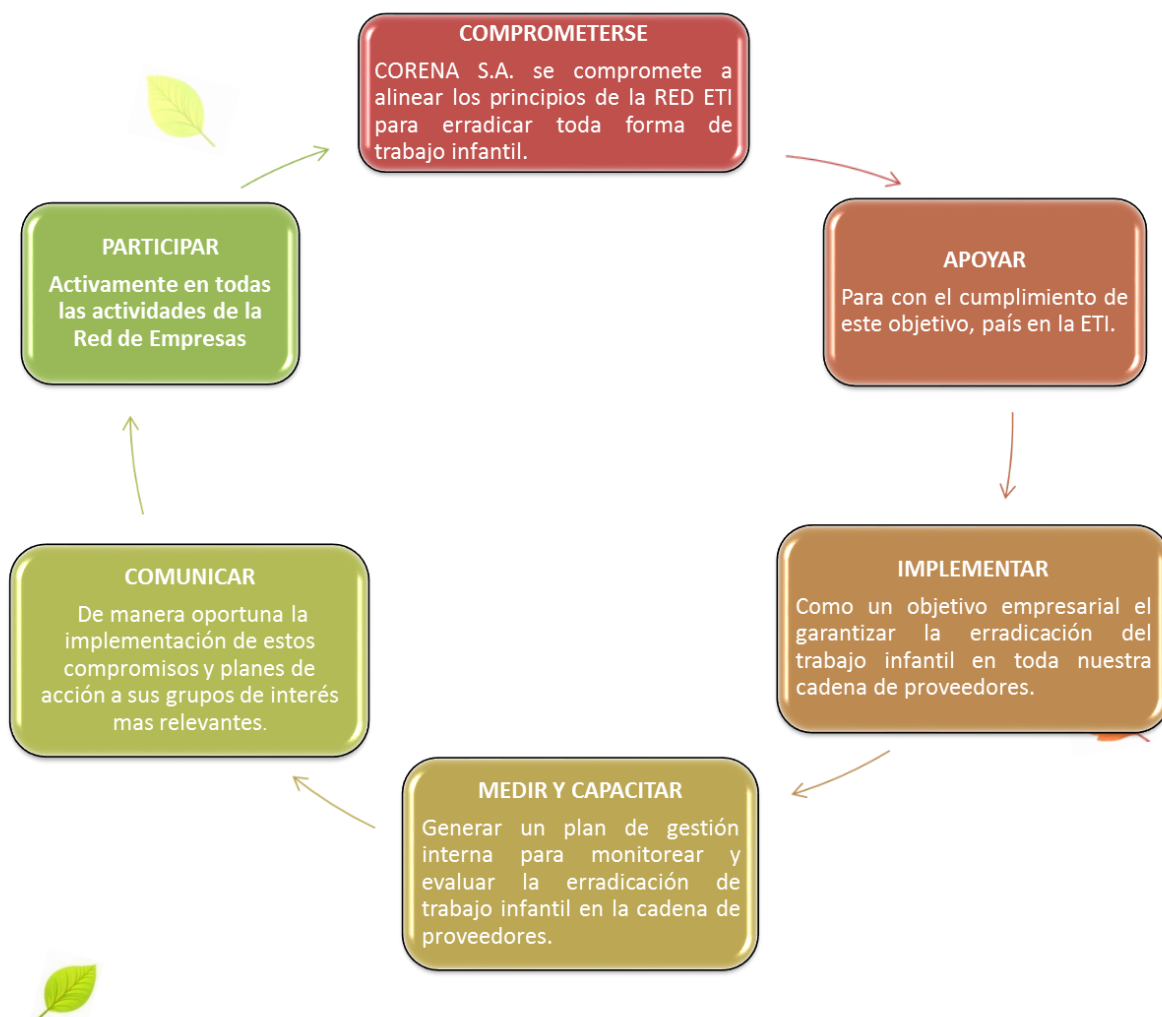 COMPROMETERSE
CORENA S.A. se compromete a
alinear los principios de la RED ETI
para erradicar toda forma de
trabajo infantil.
APOYAR
Para con el cumplimiento de
este objetivo, país en la ETI.
IMPLEMENTAR
Como un objetivo empresarial el
garantizar la erradicación del
trabajo infantil en toda nuestra
cadena de proveedores.
MEDIR Y CAPACITAR
Generar un plan de gestión
interna para monitorear y
evaluar la erradicación de
trabajo infantil en la cadena de
proveedores.
COMUNICAR
De manera oportuna la
implementación de estos
compromisos y planes de
acción a sus grupos de interés
mas relevantes.
PARTICIPAR
Activamente en todas
las actividades de la
Red de Empresas